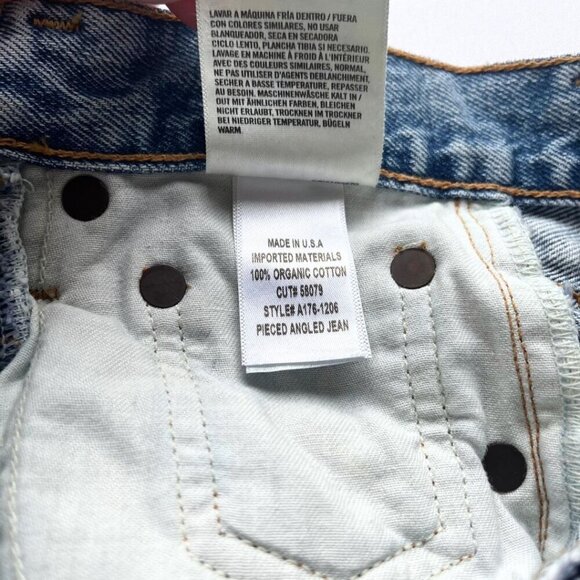 LAVAR A MÁQUINA FRÍA DENTRO / FUERA
CON COLORES SIMILARES, NO USAR
BLANQUEADOR, SECA EN SECADORA
CICLO LENTO, PLANCHA TIBIA SI NECESARIO.
LAVAGE EN MACHINE À FROID À L'INTÉRIEUR
AVEC DES COULEURS SIMILAIRES, NORMAL,
NE PAS UTILISER D'AGENTS DEBLANCHIMENT,
SECHER A BASSE TEMPERATURE, REPASSER
AU BESOIN. MASCHINENWÄSCHE KALT IN /
OUT MIT ÄHNLICHEN FARBEN, BLEICHEN
NICHT ERLAUBT, TROCKNEN IM TROCKNER
BEI NIEDRIGER TEMPERATUR, BÜGELN
WARM.
MADE IN U.S.A
IMPORTED MATERIALS
100% ORGANIC COTTON
CUT# 58079
STYLE# A176-1206
PIECED ANGLED JEAN